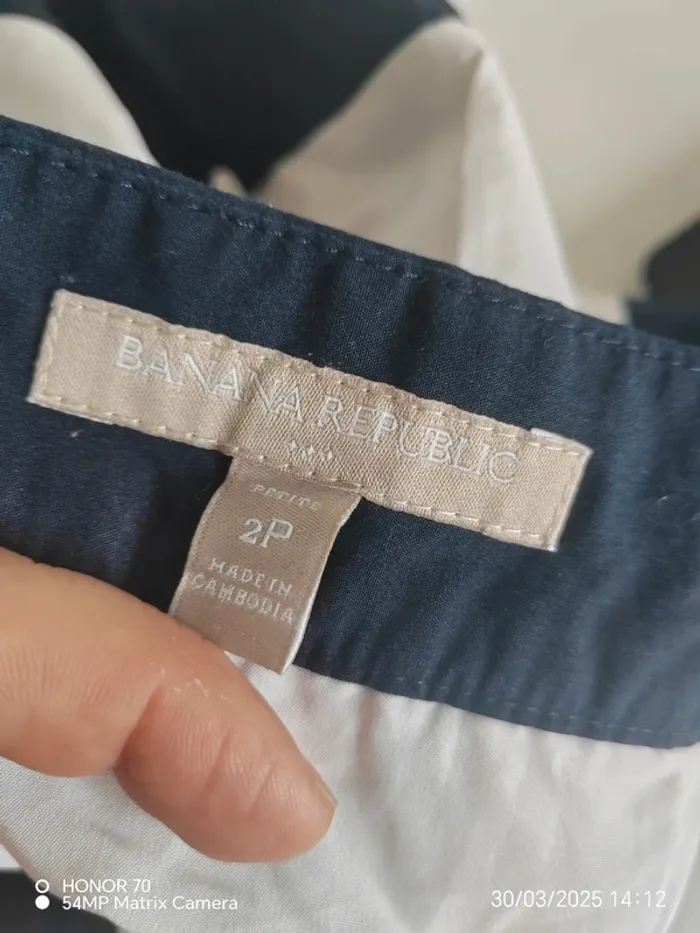 BANANA REPUBLIC
PETITE
2P
MADE IN
CAMBODIA
HONOR 70
54MP Matrix Camera
30/03/2025 14:12